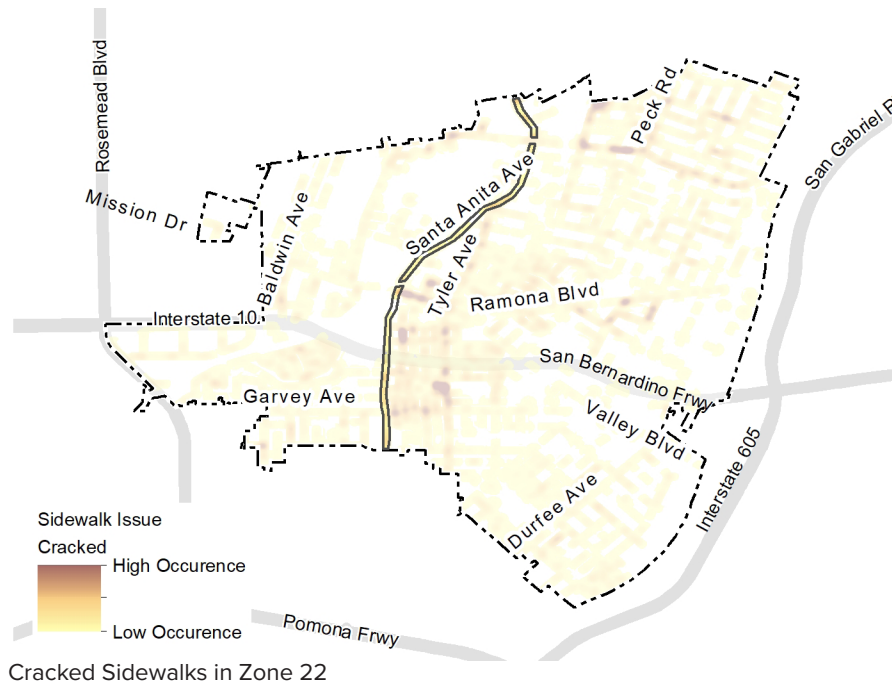 Rosemead Blvd
Peck Rd
San Gabriel R
Mission Dr
Baldwin Ave
Santa Anita Ave
Tyler Ave
Ramona Blvd
Interstate 10
San Bernardino Frwy
Garvey Ave
Valley Blvd
Interstate 605
Durfee Ave
Sidewalk Issue
Cracked
High Occurence
Low Occurence
Pomona Frwy
Cracked Sidewalks in Zone 22